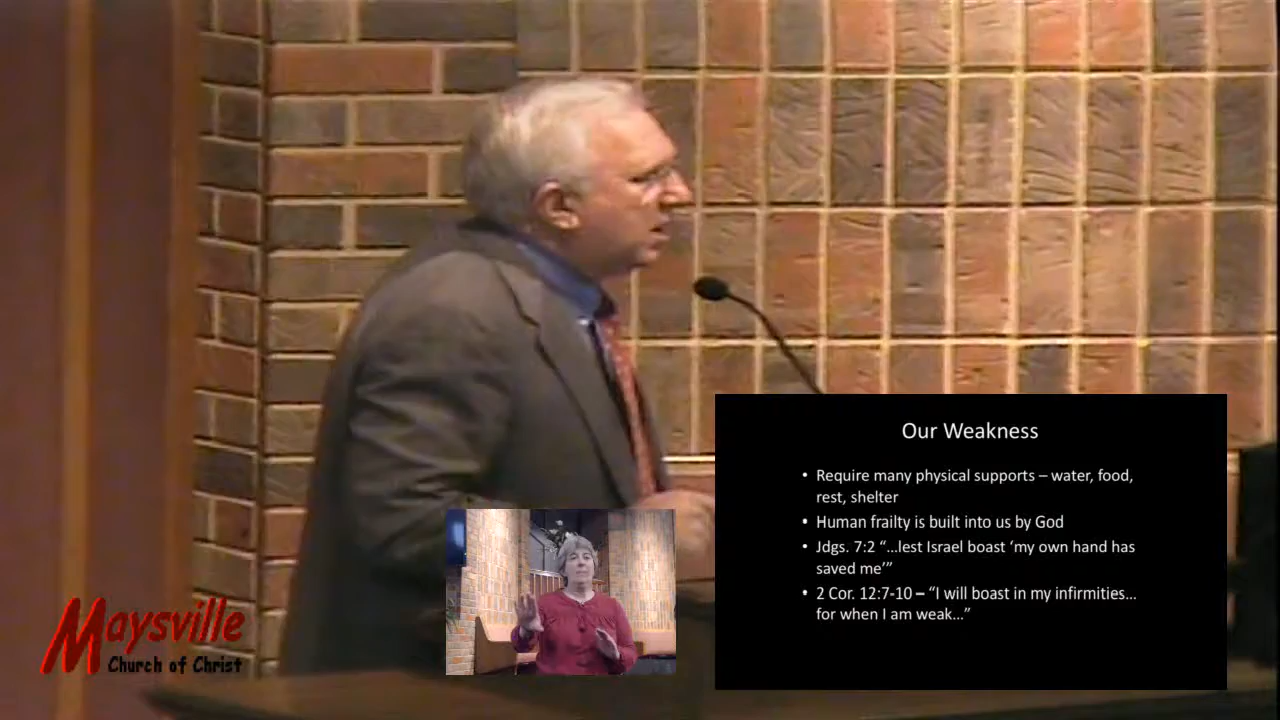 Our Weakness
• Require many physical supports – water, food,
rest, shelter
• Human frailty is built into us by God
• Jdgs. 7:2 “…lest Israel boast ‘my own hand has
saved me’”
• 2 Cor. 12:7-10 – “I will boast in my infirmities…
for when I am weak…”
Maysville
Church of Christ